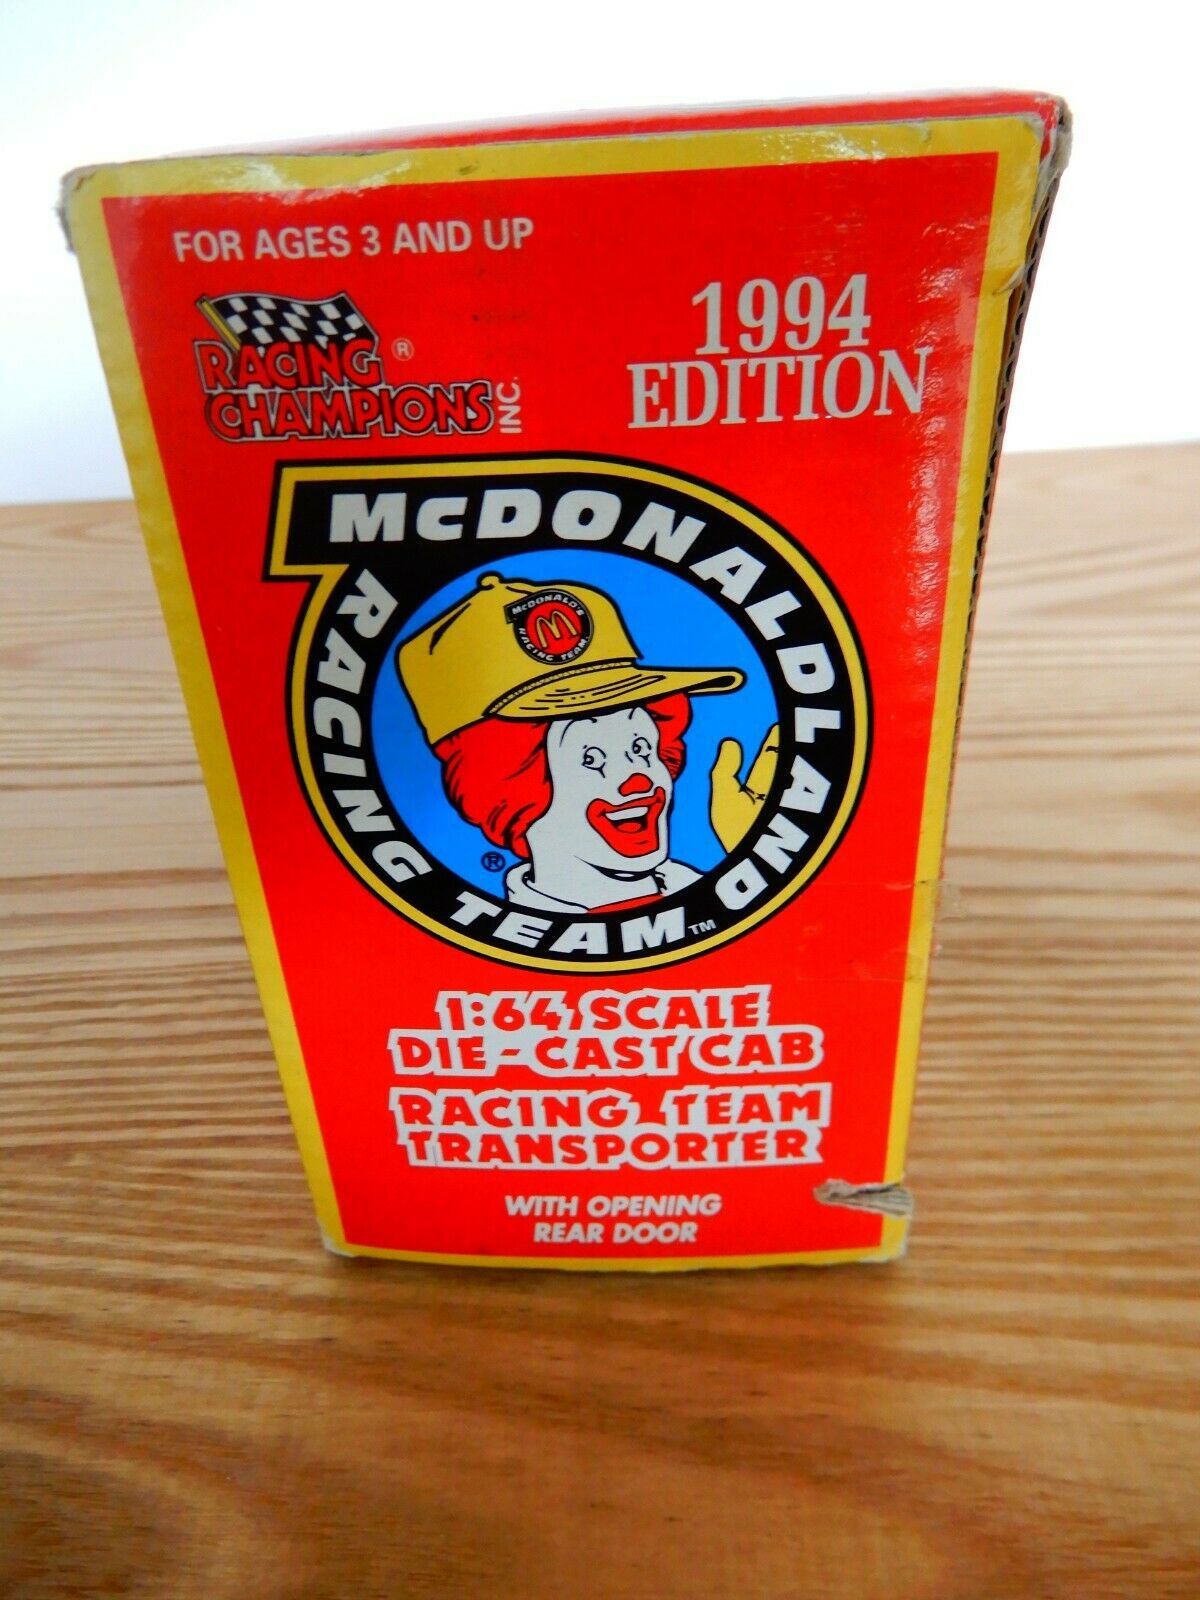 FOR AGES 3 AND UP
RACING ®
CHAMPIONS INC.
1994
EDITION
McDONALDLAND
RACING TEAM™
McDONALD'S
M
RACING TEAM
®
1:64 SCALE
DIE-CAST CAB
RACING TEAM
TRANSPORTER
WITH OPENING
REAR DOOR